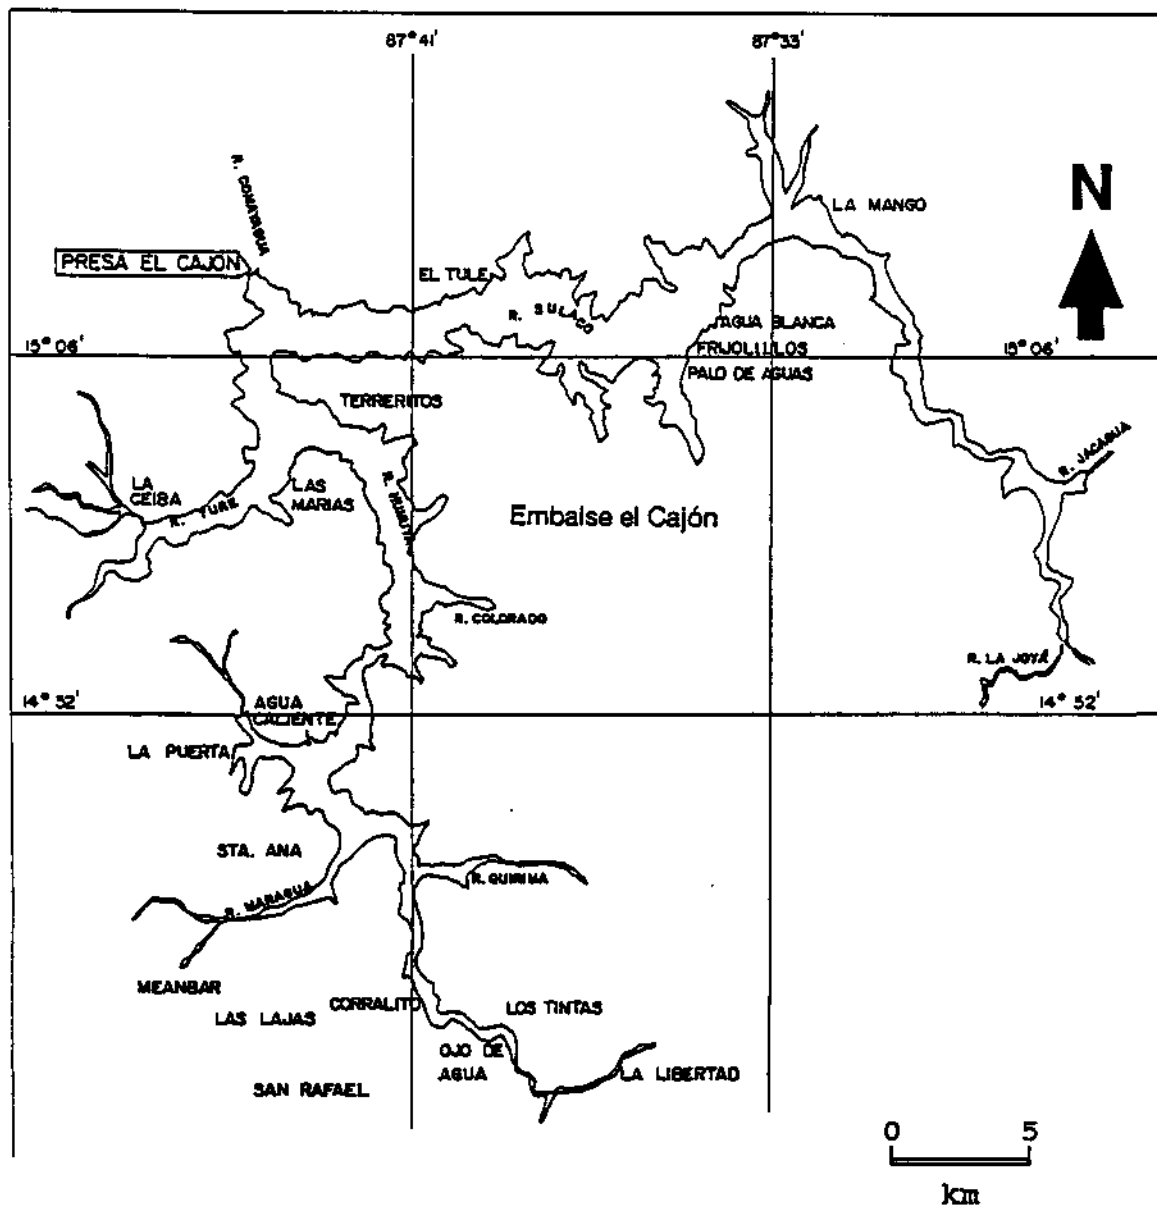 87°41'
87°33'
R. COMAYAGUA
N
LA MANGO
PRESA EL CAJON
EL TULE
R. SULACO
AGUA BLANCA
15°06'
FRIJOLILLOS
15°06'
PALO DE AGUAS
TERRERITOS
R. JACAGUA
LA
CEIBA
LAS
MARIAS
R. YURE
Embalse el Cajón
R. COLORADO
R. LA JOYA
14°52'
AGUA
CALIENTE
14°52'
LA PUERTA
STA. ANA
R. QUIRIMA
R. MARAGUA
MEANBAR
CORRALITO
LOS TINTAS
LAS LAJAS
OJO DE
AGUA
LA LIBERTAD
SAN RAFAEL
0 5
km